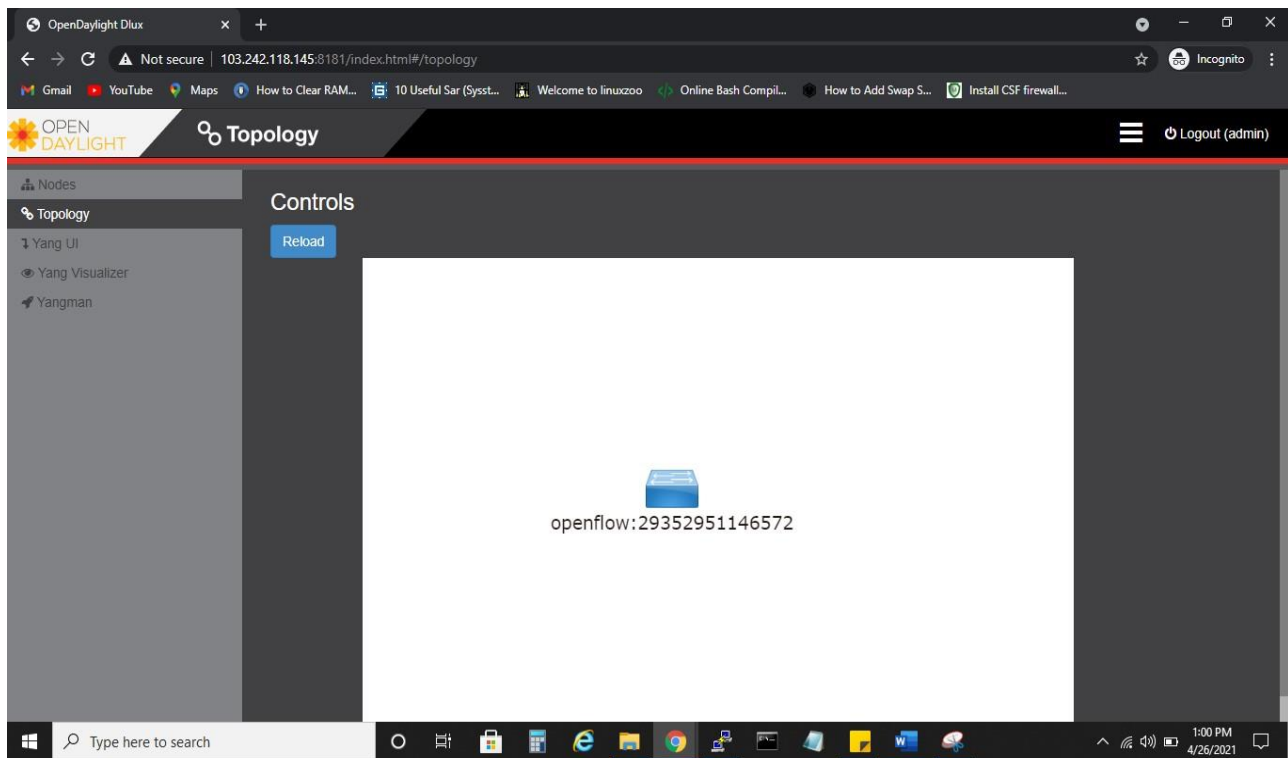 OpenDaylight Dlux
Not secure | 103.242.118.145:8181/index.html#/topology
Incognito
Gmail YouTube Maps How to Clear RAM... 10 Useful Sar (Sysst... Welcome to linuxzoo Online Bash Compil... How to Add Swap S... Install CSF firewall...
OPEN
DAYLIGHT
Topology
Logout (admin)
Nodes
Topology
Yang UI
Yang Visualizer
Yangman
Controls
Reload
openflow:29352951146572
Type here to search
1:00 PM
4/26/2021